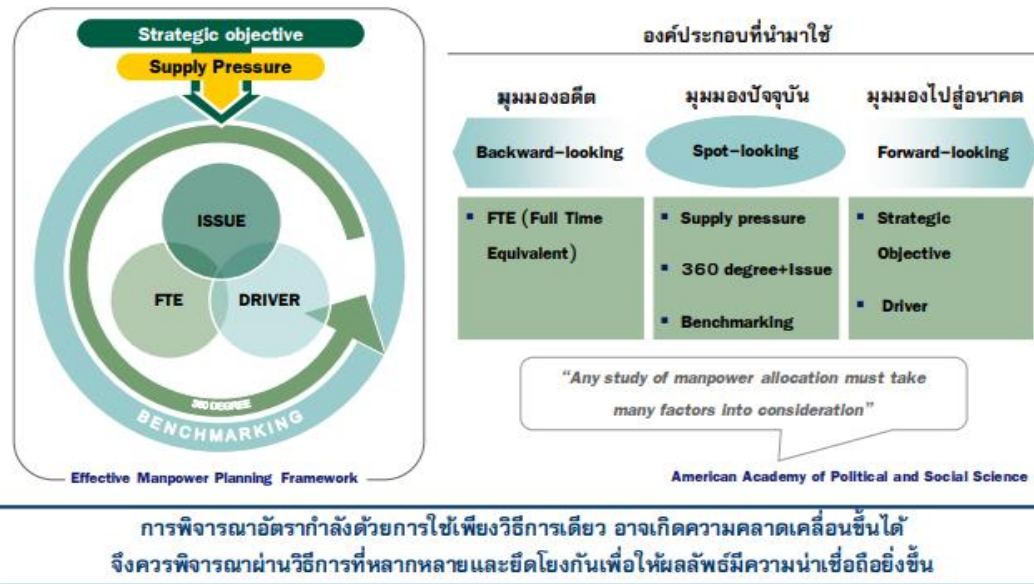 Strategic objective
Supply Pressure
ISSUE
FTE
DRIVER
360 DEGREE
BENCHMARKING
Effective Manpower Planning Framework
องค์ประกอบที่นำมาใช้
มุมมองอดีต
มุมมองปัจจุบัน
มุมมองไปสู่อนาคต
Backward-looking
Spot-looking
Forward-looking
▪ FTE (Full Time
Equivalent)
▪ Supply pressure
▪ 360 degree+Issue
▪ Benchmarking
▪ Strategic
Objective
▪ Driver
"Any study of manpower allocation must take
many factors into consideration"
American Academy of Political and Social Science
การพิจารณาอัตรากำลังด้วยการใช้เพียงวิธีการเดียว อาจเกิดความคลาดเคลื่อนขึ้นได้
จึงควรพิจารณาผ่านวิธีการที่หลากหลายและยึดโยงกันเพื่อให้ผลลัพธ์มีความน่าเชื่อถือยิ่งขึ้น